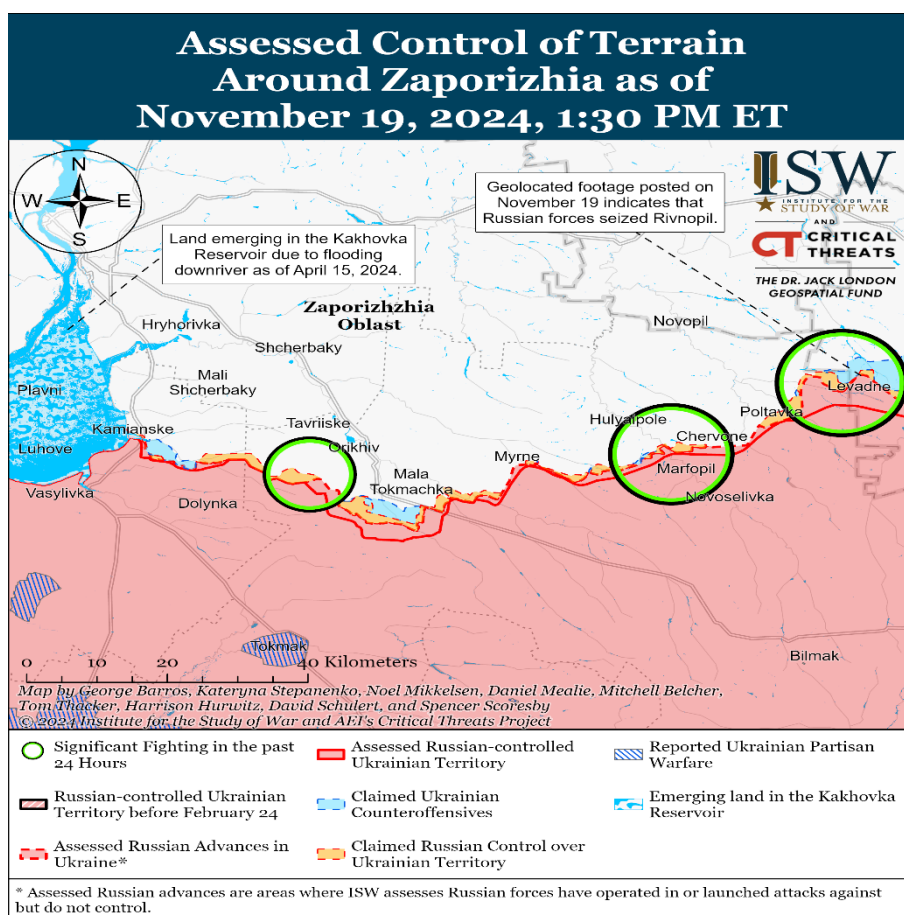 Assessed Control of Terrain
Around Zaporizhia as of
November 19, 2024, 1:30 PM ET
N
W E
S
Geolocated footage posted on
November 19 indicates that
Russian forces seized Rivnopil.
ISW
INSTITUTE FOR THE
STUDY OF WAR
AND
CT CRITICAL
THREATS
THE DR. JACK LONDON
GEOSPATIAL FUND
Land emerging in the Kakhovka
Reservoir due to flooding
downriver as of April 15, 2024.
Zaporizhzhia
Oblast
Hryhorivka
Novopil
Shcherbaky
Mali
Shcherbaky
Plavni
Levadne
Tavriiske
Hulyaipole
Poltavka
Kamianske
Chervone
Luhove
Orikhiv
Myrne
Marfopil
Mala
Tokmachka
Vasylivka
Dolynka
Novoselivka
Tokmak
Bilmak
0 20 40 Kilometers
Map by George Barros, Kateryna Stepanenko, Noel Mikkelsen, Daniel Mealie, Mitchell Belcher,
Tom Thacker, Harrison Hurwitz, David Schulert, and Spencer Scoresby
© 2024 Institute for the Study of War and AEI's Critical Threats Project
Significant Fighting in the past
24 Hours
Russian-controlled Ukrainian
Territory before February 24
Assessed Russian Advances in
Ukraine*
Assessed Russian-controlled
Ukrainian Territory
Claimed Ukrainian
Counteroffensives
Claimed Russian Control over
Ukrainian Territory
Reported Ukrainian Partisan
Warfare
Emerging land in the Kakhovka
Reservoir
* Assessed Russian advances are areas where ISW assesses Russian forces have operated in or launched attacks against
but do not control.